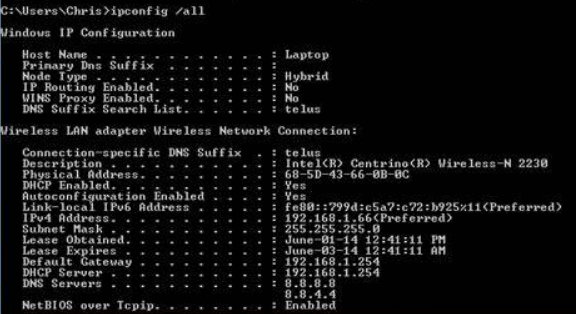 C:\Users\Chris>ipconfig /all
Windows IP Configuration
Host Name . . . . . . . . . . . . : Laptop
Primary Dns Suffix  . . . . . . . :
Node Type . . . . . . . . . . . . : Hybrid
IP Routing Enabled. . . . . . . . : No
WINS Proxy Enabled. . . . . . . . : No
DNS Suffix Search List. . . . . . : telus
Wireless LAN adapter Wireless Network Connection:
Connection-specific DNS Suffix  . : telus
Description . . . . . . . . . . . : Intel(R) Centrino(R) Wireless-N 2230
Physical Address. . . . . . . . . : 68-5D-43-66-0B-0C
DHCP Enabled. . . . . . . . . . . : Yes
Autoconfiguration Enabled . . . . : Yes
Link-local IPv6 Address . . . . . : fe80::799d:c5a7:c72:b925%11(Preferred)
IPv4 Address. . . . . . . . . . . : 192.168.1.66(Preferred)
Subnet Mask . . . . . . . . . . . : 255.255.255.0
Lease Obtained. . . . . . . . . . : June-01-14 12:41:11 PM
Lease Expires . . . . . . . . . . : June-03-14 12:41:11 AM
Default Gateway . . . . . . . . . : 192.168.1.254
DHCP Server . . . . . . . . . . . : 192.168.1.254
DNS Servers . . . . . . . . . . . : 8.8.8.8
8.8.4.4
NetBIOS over Tcpip. . . . . . . . : Enabled